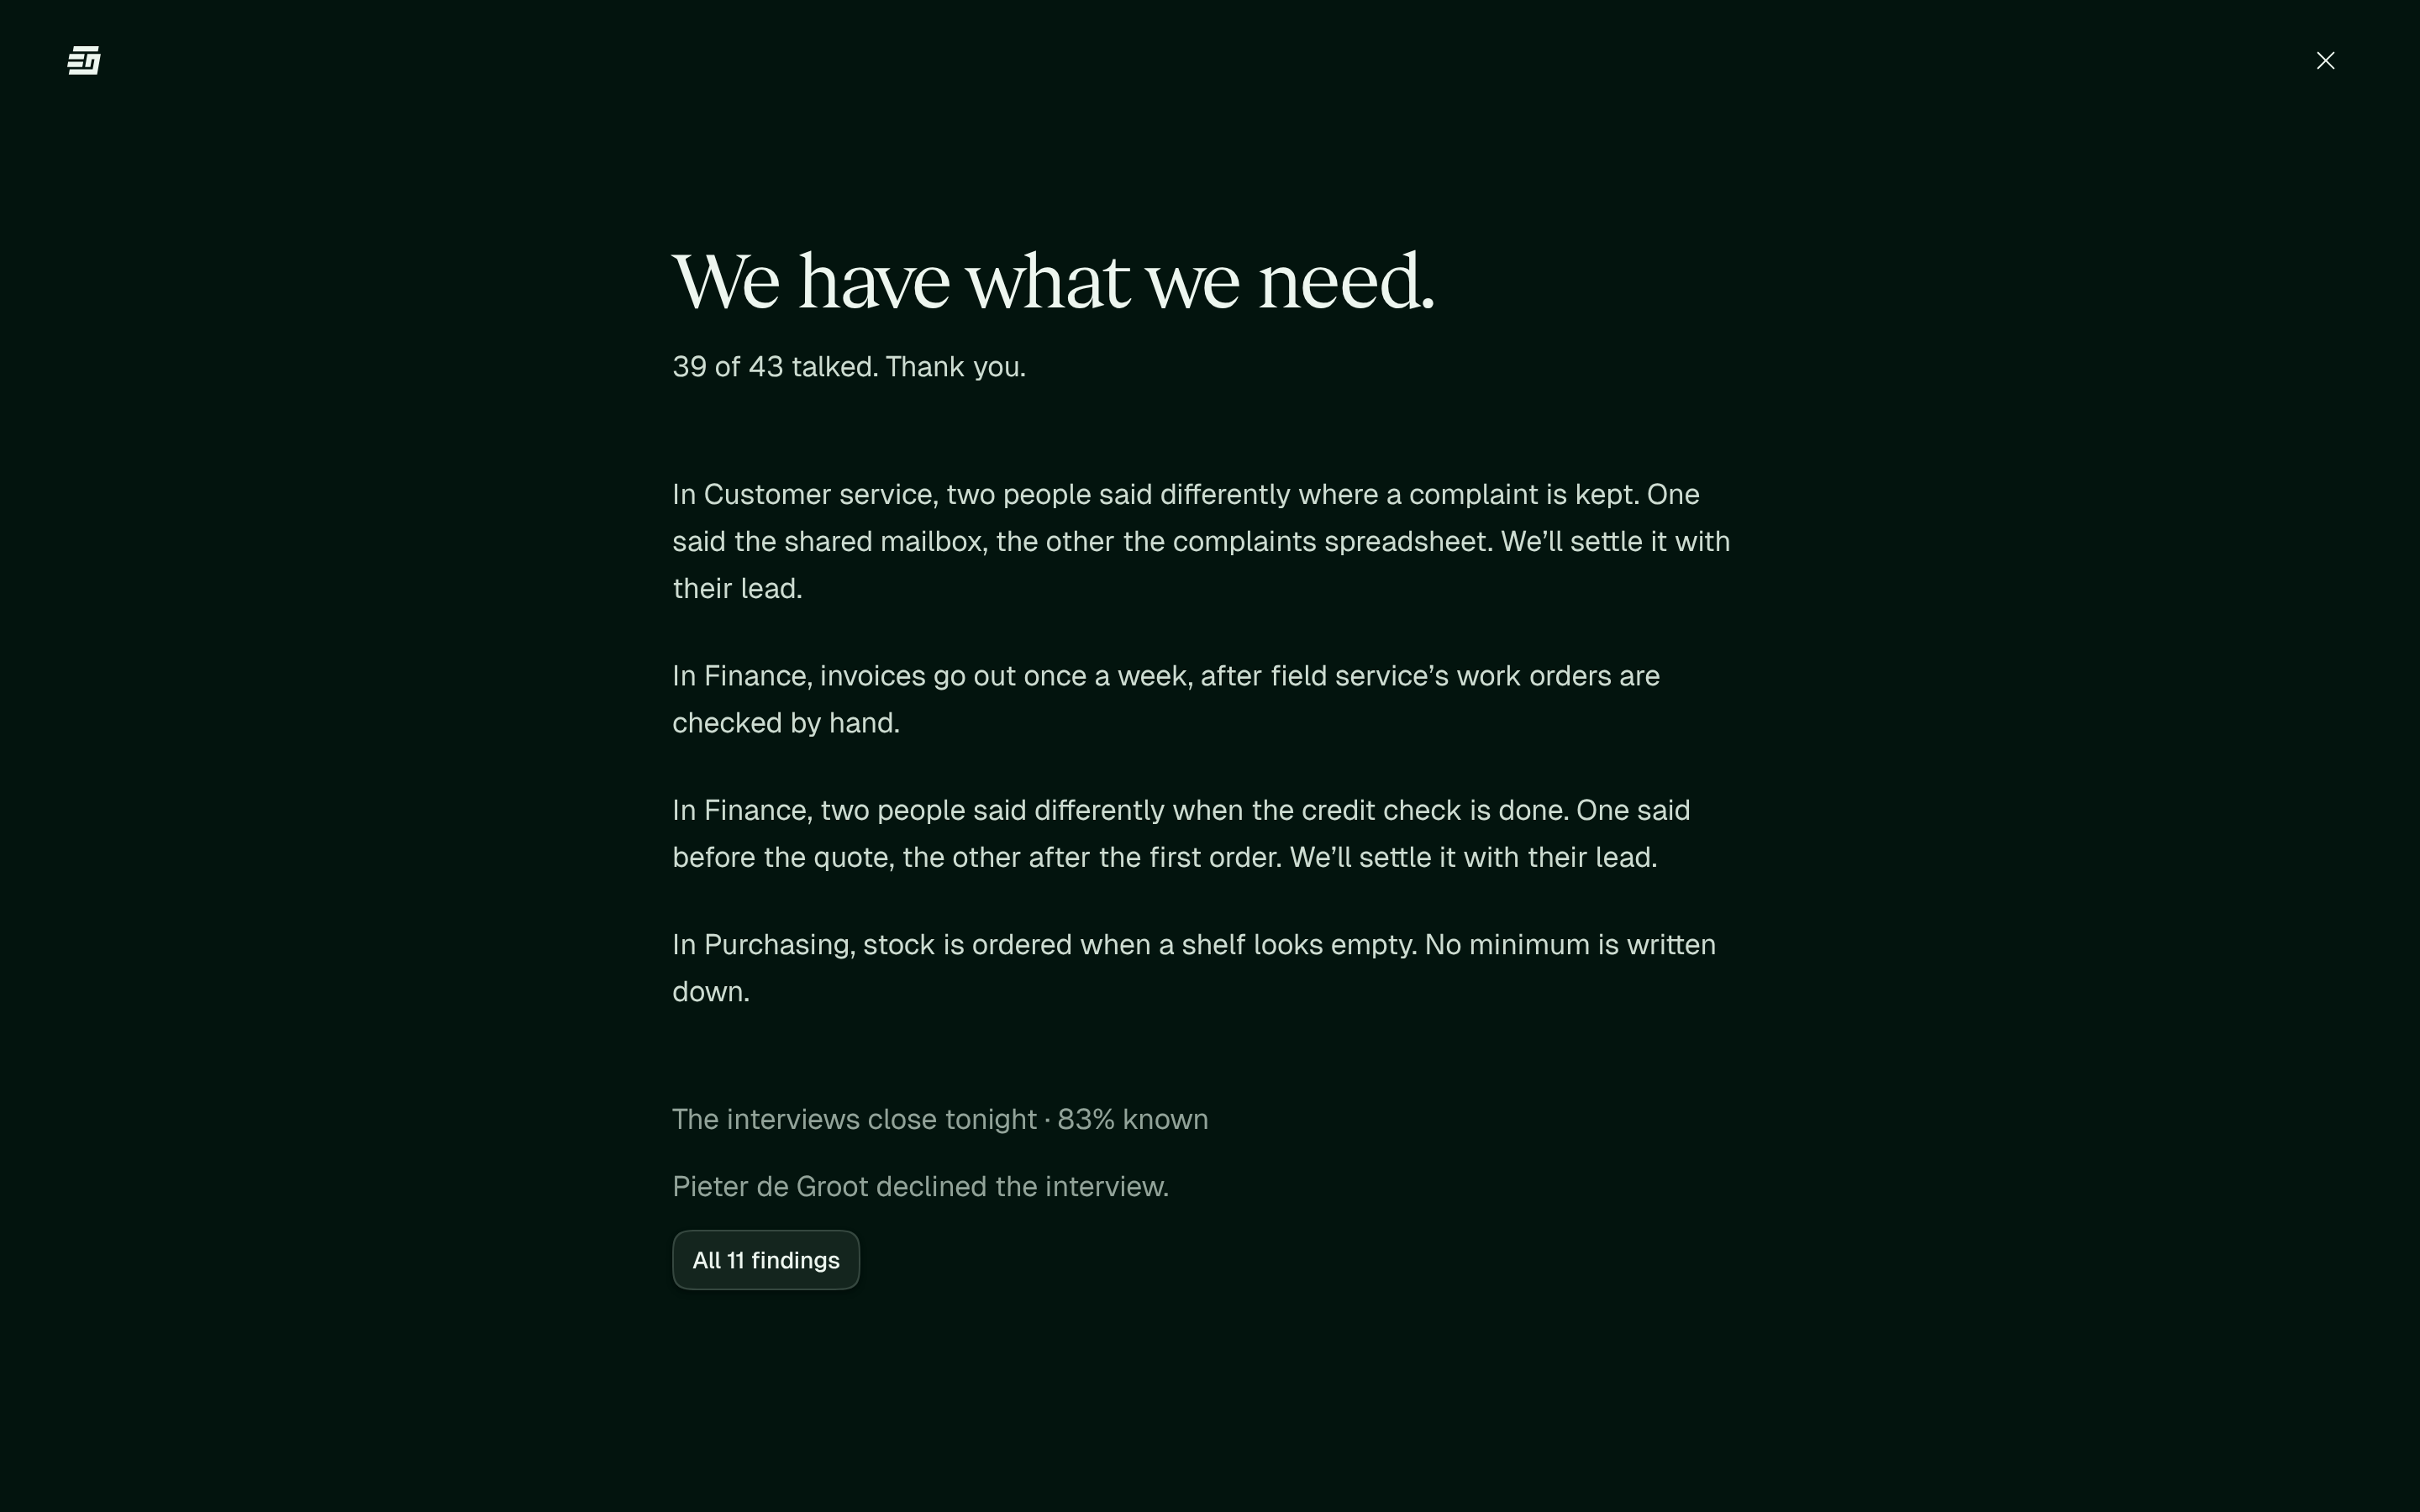 We have what we need.
39 of 43 talked. Thank you.
In Customer service, two people said differently where a complaint is kept. One
said the shared mailbox, the other the complaints spreadsheet. We’ll settle it with
their lead.
In Finance, invoices go out once a week, after field service’s work orders are
checked by hand.
In Finance, two people said differently when the credit check is done. One said
before the quote, the other after the first order. We’ll settle it with their lead.
In Purchasing, stock is ordered when a shelf looks empty. No minimum is written
down.
The interviews close tonight · 83% known
Pieter de Groot declined the interview.
All 11 findings